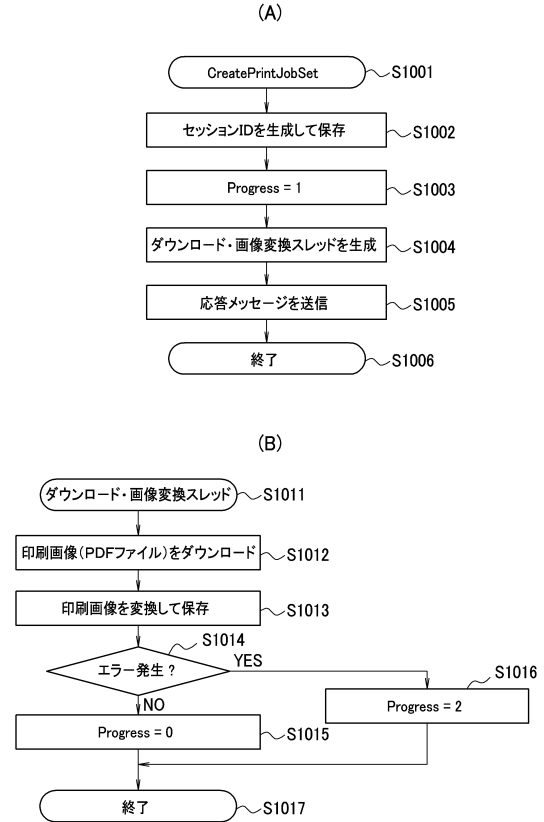 (A)
CreatePrintJobSet
S1001
セッションIDを生成して保存
S1002
Progress = 1
S1003
ダウンロード・画像変換スレッドを生成
S1004
応答メッセージを送信
S1005
終了
S1006
(B)
ダウンロード・画像変換スレッド
S1011
印刷画像(PDFファイル)をダウンロード
S1012
印刷画像を変換して保存
S1013
S1014
エラー発生?
YES
S1016
NO
Progress = 2
Progress = 0
S1015
終了
S1017